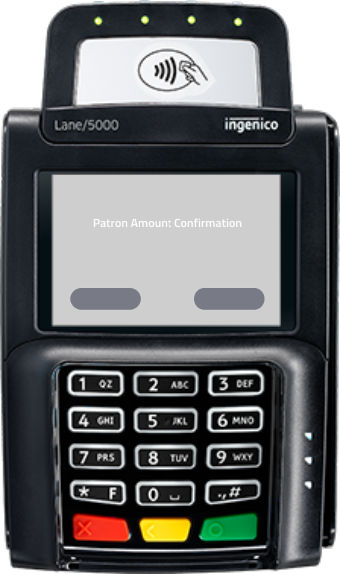 Lane/5000
ingenico
Patron Amount Confirmation
1 QZ
2 ABC
3 DEF
4 GHI
5 JKL
6 MNO
7 PRS
8 TUV
9 WXY
* F
0 ⎵
.,#